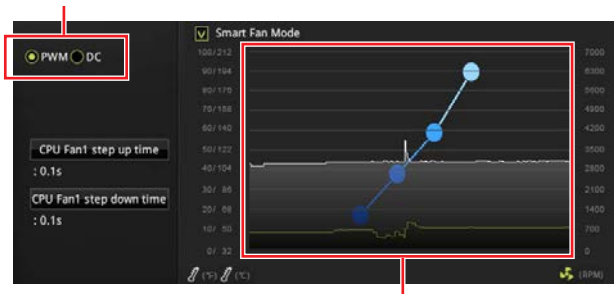 Smart Fan Mode
PWM DC
100/212 7000
90/194 6300
80/176 5600
70/158 4900
60/140 4200
50/122 3500
40/104 2800
30/ 86 2100
20/ 68 1400
10/ 50 700
0/ 32 0
CPU Fan1 step up time
: 0.1s
CPU Fan1 step down time
: 0.1s
(°F) (°C) (RPM)